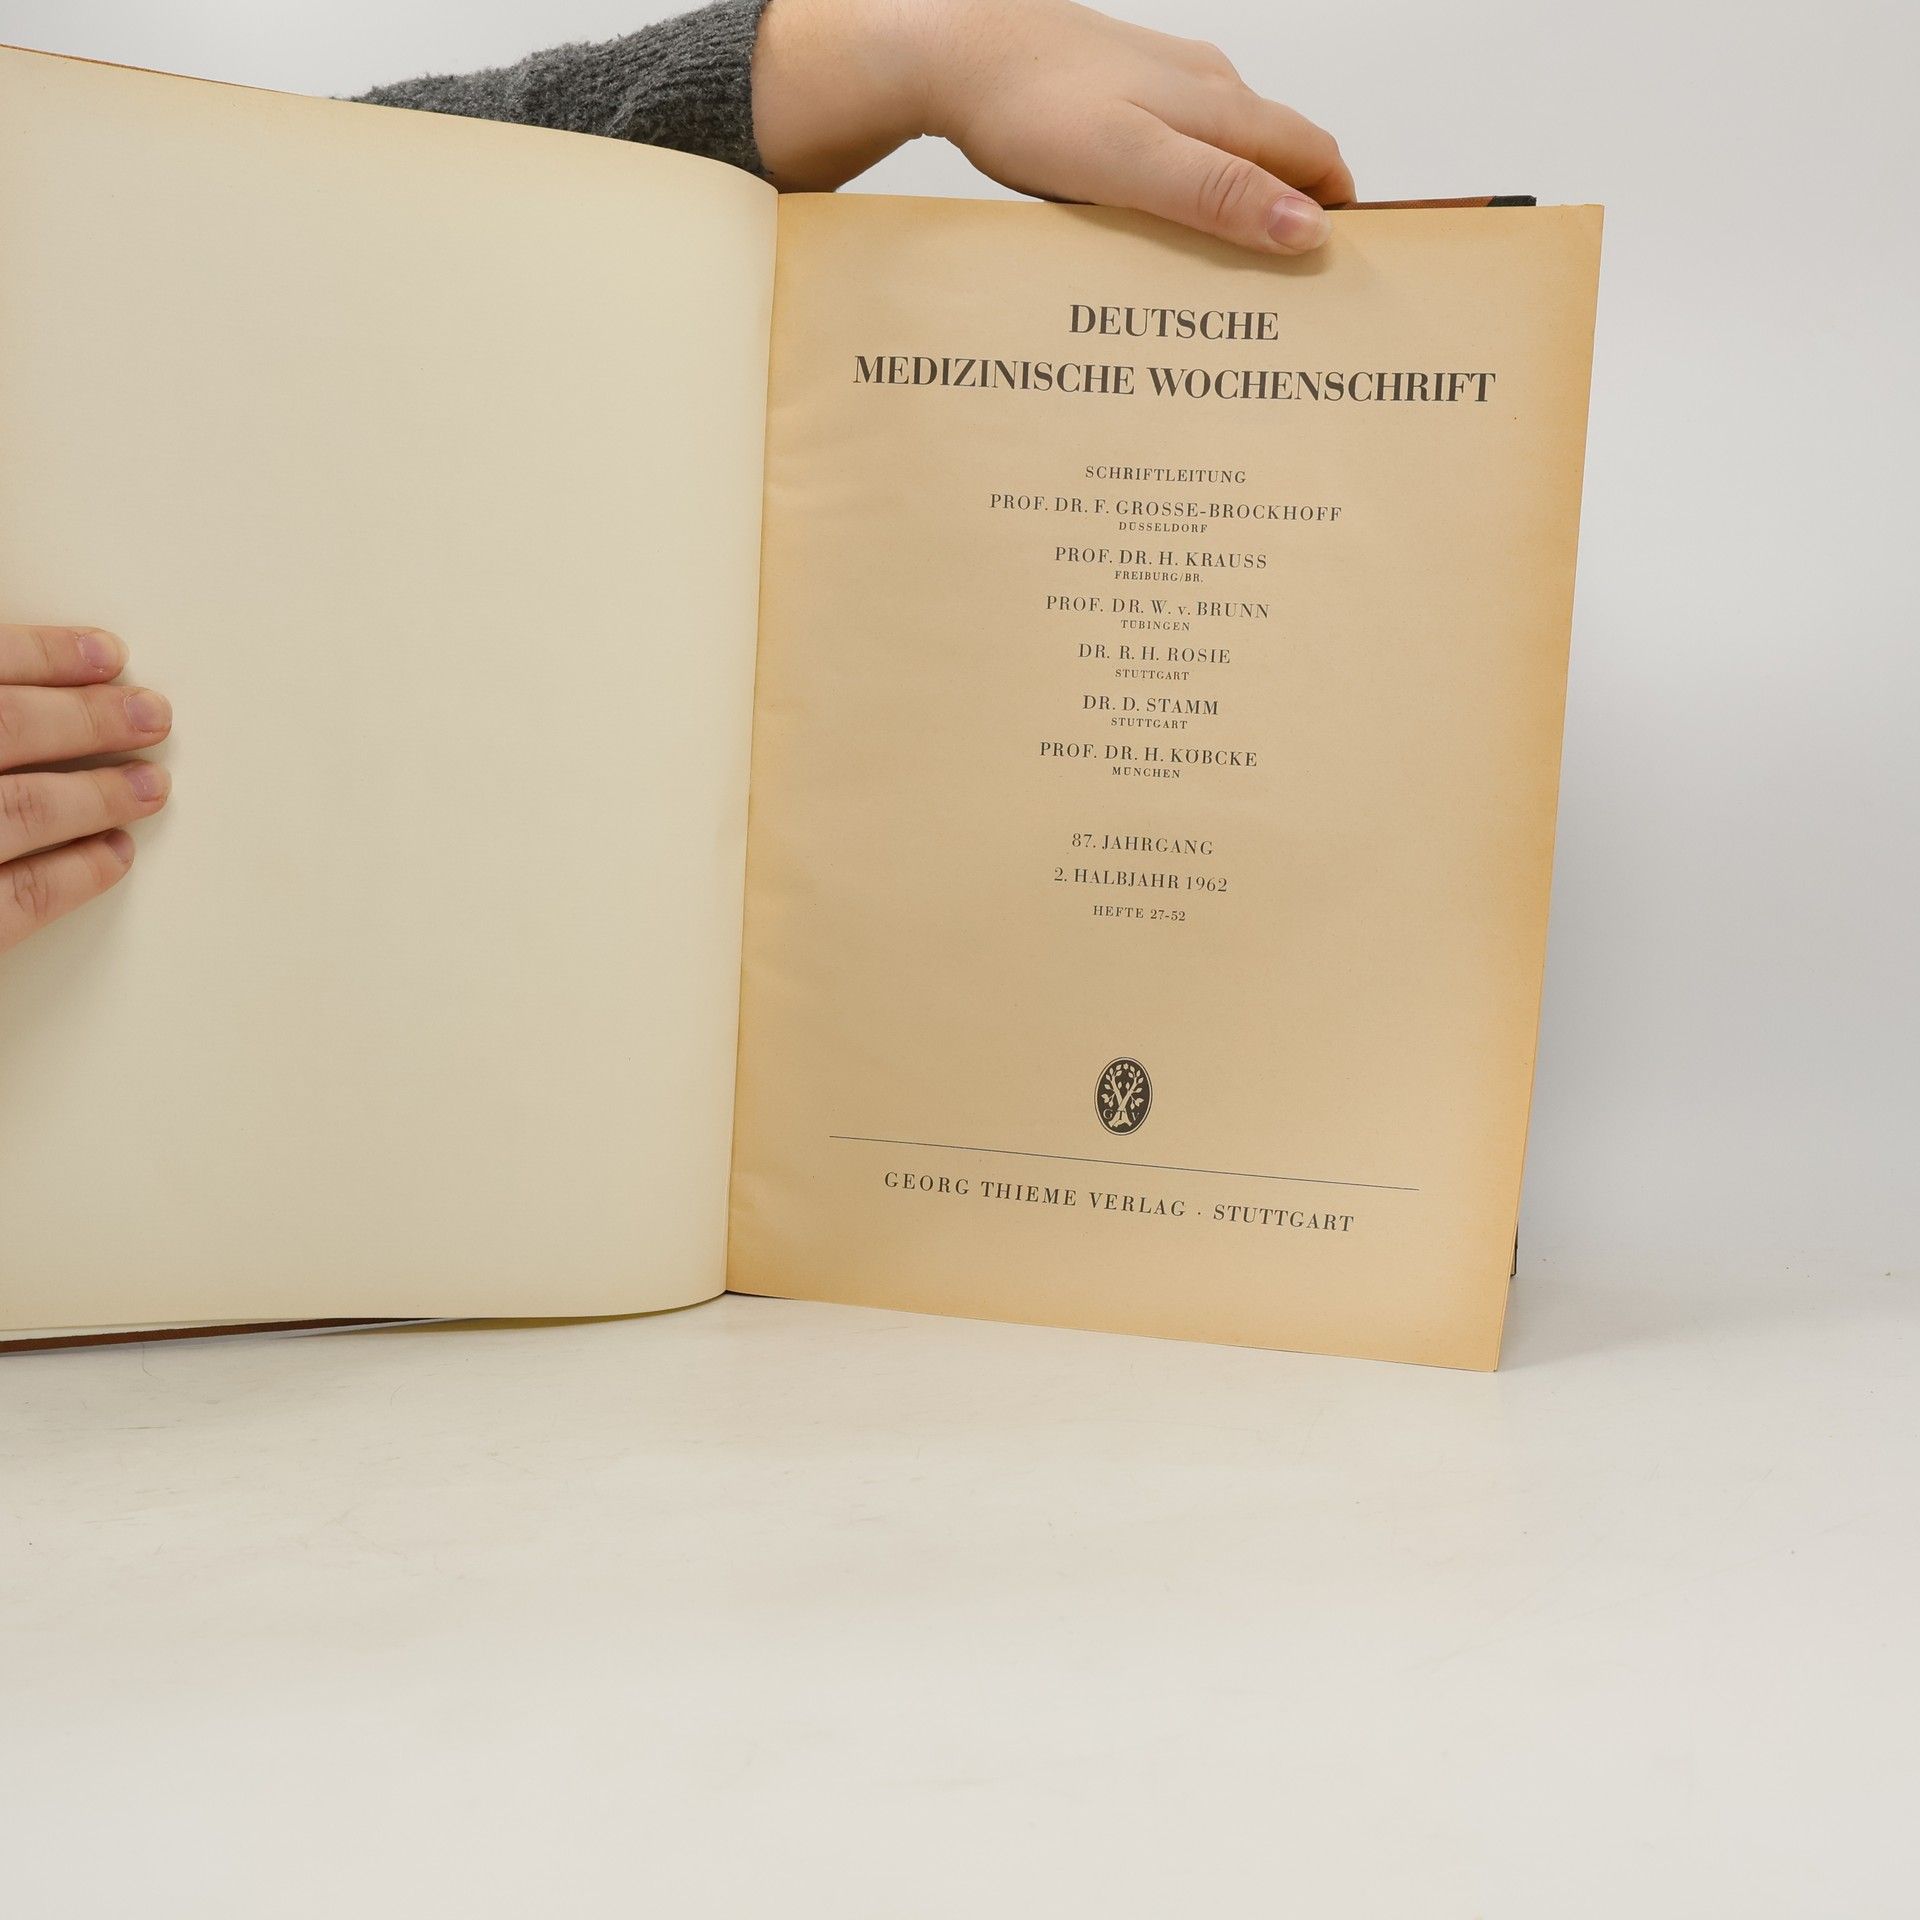 DEUTSCHE
MEDIZINISCHE WOCHENSCHRIFT
SCHRIFTLEITUNG
PROF. DR. F. GROSSE-BROCKHOFF
DÜSSELDORF
PROF. DR. H. KRAUSS
FREIBURG/BR.
PROF. DR. W. v. BRUNN
TÜBINGEN
DR. R. H. ROSIE
STUTTGART
DR. D. STAMM
STUTTGART
PROF. DR. H. KÖBCKE
MÜNCHEN
87. JAHRGANG
2. HALBJAHR 1962
HEFTE 27-52
GTV
GEORG THIEME VERLAG · STUTTGART